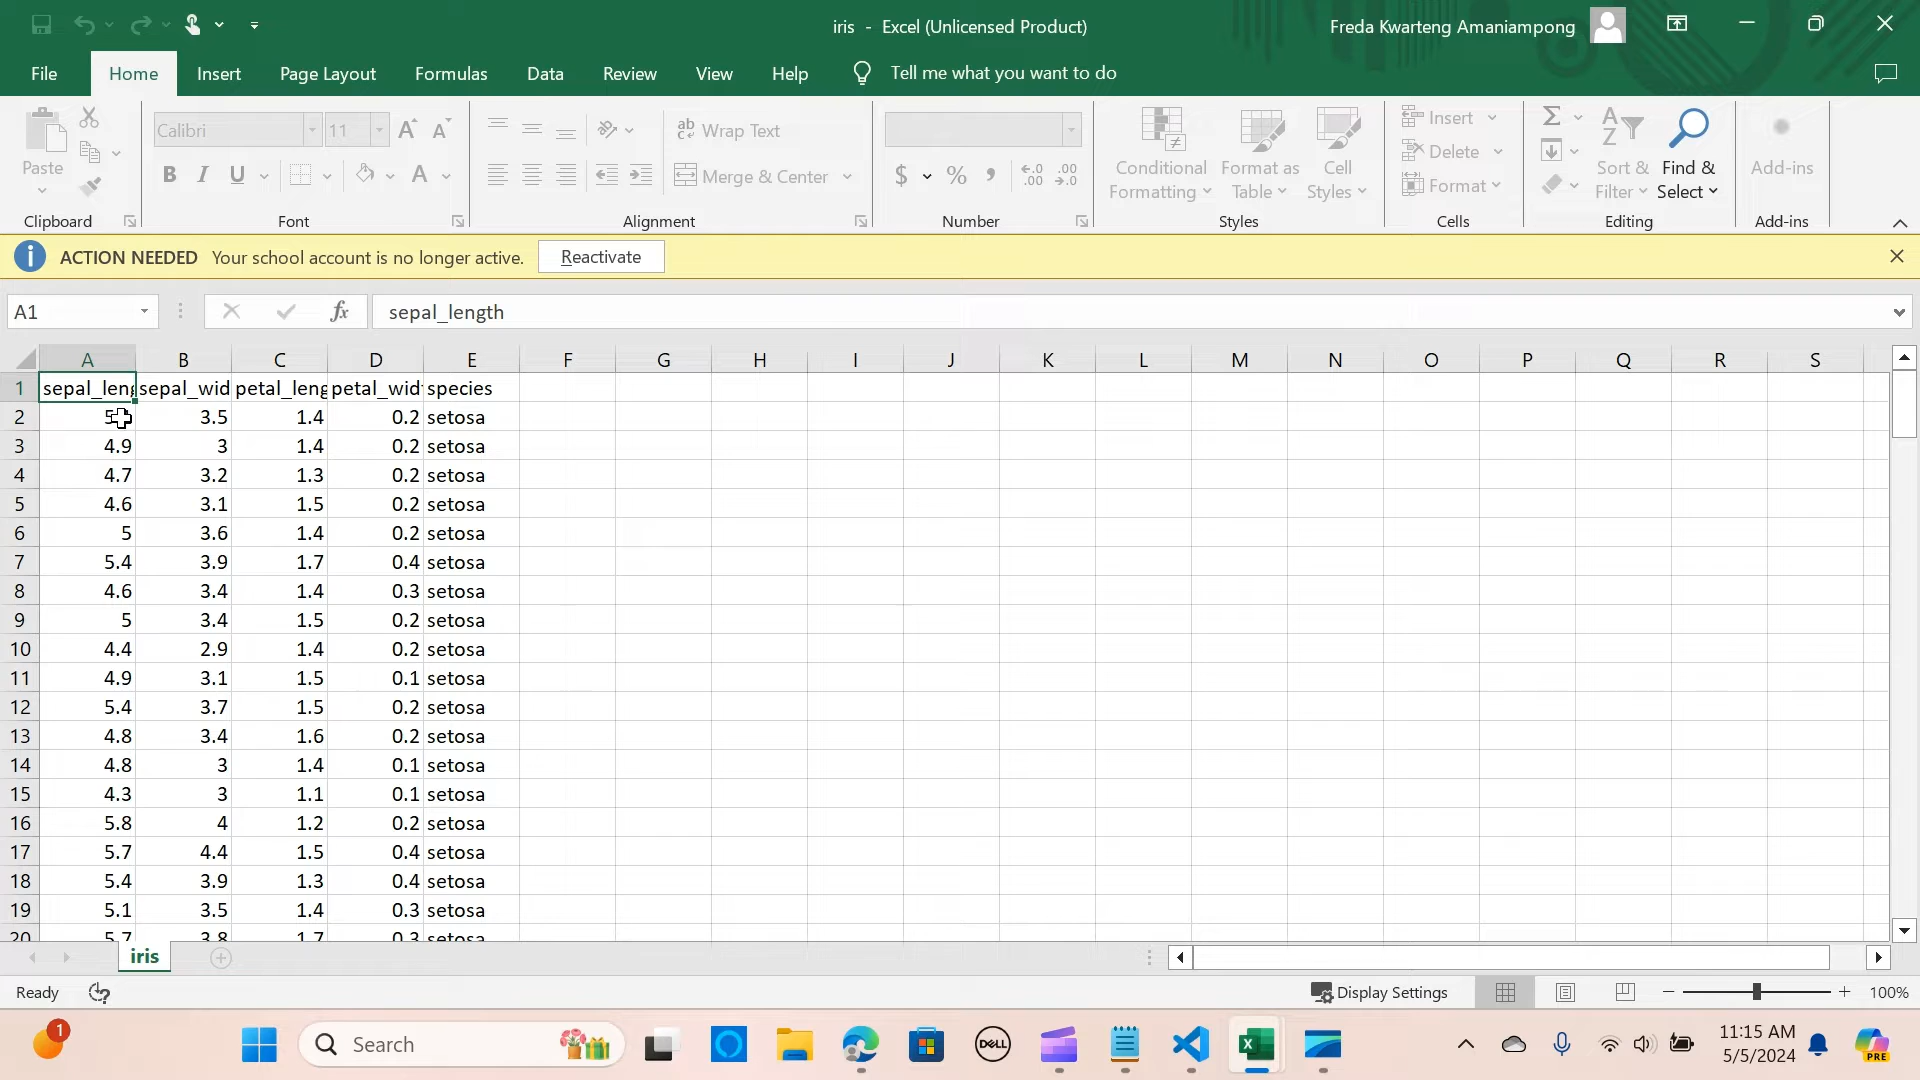 iris - Excel (Unlicensed Product)
Freda Kwarteng Amaniampong
File Home Insert Page Layout Formulas Data Review View Help Tell me what you want to do
Paste
Calibri 11
Wrap Text
Merge & Center
Conditional Formatting
Format as Table
Cell Styles
Insert
Delete
Format
Sort & Filter
Find & Select
Add-ins
Clipboard Font Alignment Number Styles Cells Editing Add-ins
ACTION NEEDED Your school account is no longer active. Reactivate
A1 fx sepal_length
A B C D E F G H I J K L M N O P Q R S
1 sepal_leng sepal_wid petal_leng petal_wid species
2 3.5 1.4 0.2 setosa
3 4.9 3 1.4 0.2 setosa
4 4.7 3.2 1.3 0.2 setosa
5 4.6 3.1 1.5 0.2 setosa
6 5 3.6 1.4 0.2 setosa
7 5.4 3.9 1.7 0.4 setosa
8 4.6 3.4 1.4 0.3 setosa
9 5 3.4 1.5 0.2 setosa
10 4.4 2.9 1.4 0.2 setosa
11 4.9 3.1 1.5 0.1 setosa
12 5.4 3.7 1.5 0.2 setosa
13 4.8 3.4 1.6 0.2 setosa
14 4.8 3 1.4 0.1 setosa
15 4.3 3 1.1 0.1 setosa
16 5.8 4 1.2 0.2 setosa
17 5.7 4.4 1.5 0.4 setosa
18 5.4 3.9 1.3 0.4 setosa
19 5.1 3.5 1.4 0.3 setosa
20 5.7 3.8 1.7 0.3 setosa
iris
Ready
Display Settings
100%
1
Search
DELL
11:15 AM
5/5/2024
PRE